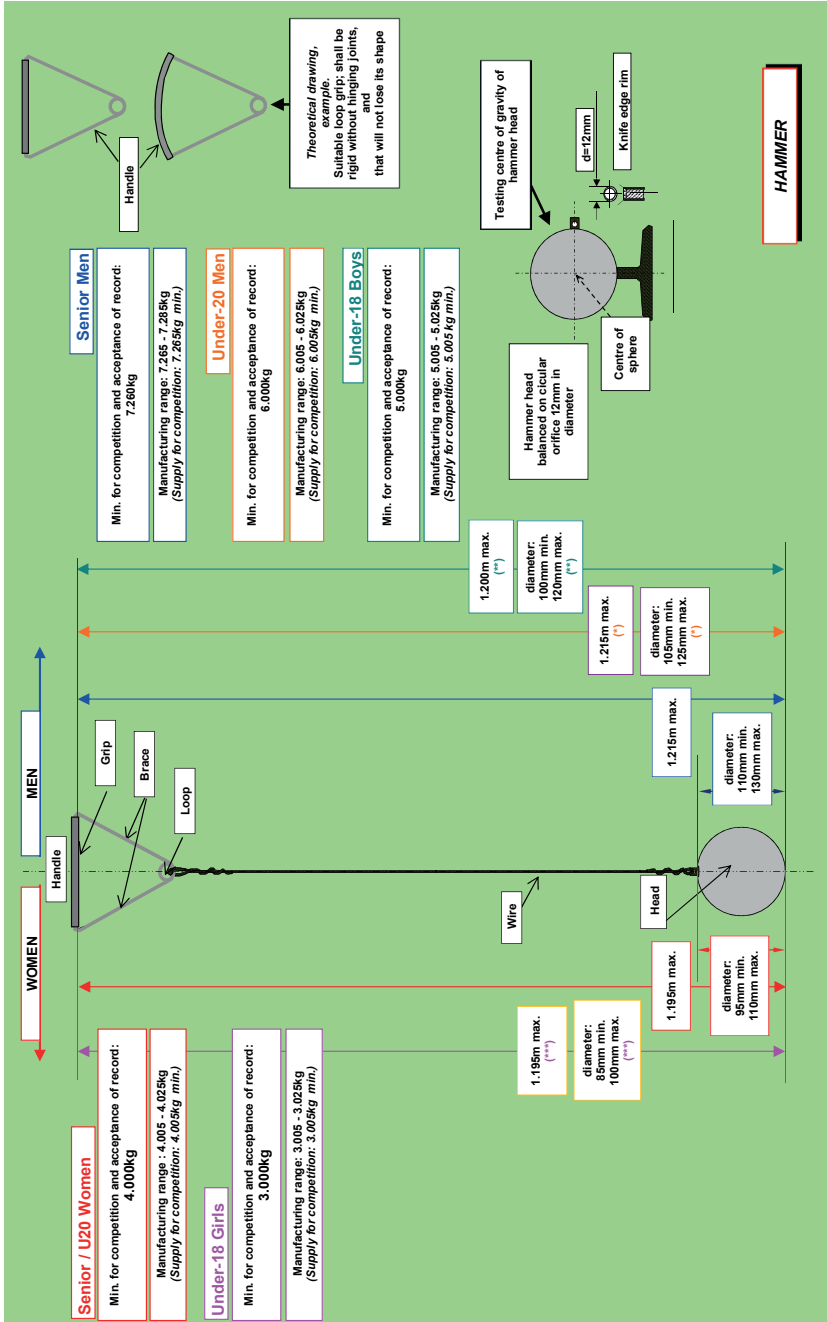 WOMEN
MEN
Senior / U20 Women
Min. for competition and acceptance of record:
4.000kg
Manufacturing range : 4.005 - 4.025kg
(Supply for competition: 4.005kg min.)
Under-18 Girls
Min. for competition and acceptance of record:
3.000kg
Manufacturing range: 3.005 - 3.025kg
(Supply for competition: 3.005kg min.)
Handle
Grip
Brace
Loop
Wire
Head
1.195m max.
(***)
diameter:
85mm min.
100mm max.
(***)
1.195m max.
diameter:
95mm min.
110mm max.
1.215m max.
diameter:
110mm min.
130mm max.
1.215m max.
(*)
diameter:
105mm min.
125mm max.
(*)
1.200m max.
(**)
diameter:
100mm min.
120mm max.
(**)
Senior Men
Min. for competition and acceptance of record:
7.260kg
Manufacturing range: 7.265 - 7.285kg
(Supply for competition: 7.265kg min.)
Under-20 Men
Min. for competition and acceptance of record:
6.000kg
Manufacturing range: 6.005 - 6.025kg
(Supply for competition: 6.005kg min.)
Under-18 Boys
Min. for competition and acceptance of record:
5.000kg
Manufacturing range: 5.005 - 5.025kg
(Supply for competition: 5.005 kg min.)
Handle
Theoretical drawing,
example.
Suitable loop grip; shall be
rigid without hinging joints,
and
that will not lose its shape
Testing centre of gravity of
hammer head
Hammer head
balanced on cicular
orifice 12mm in
diameter
Centre of
sphere
d=12mm
Knife edge rim
HAMMER